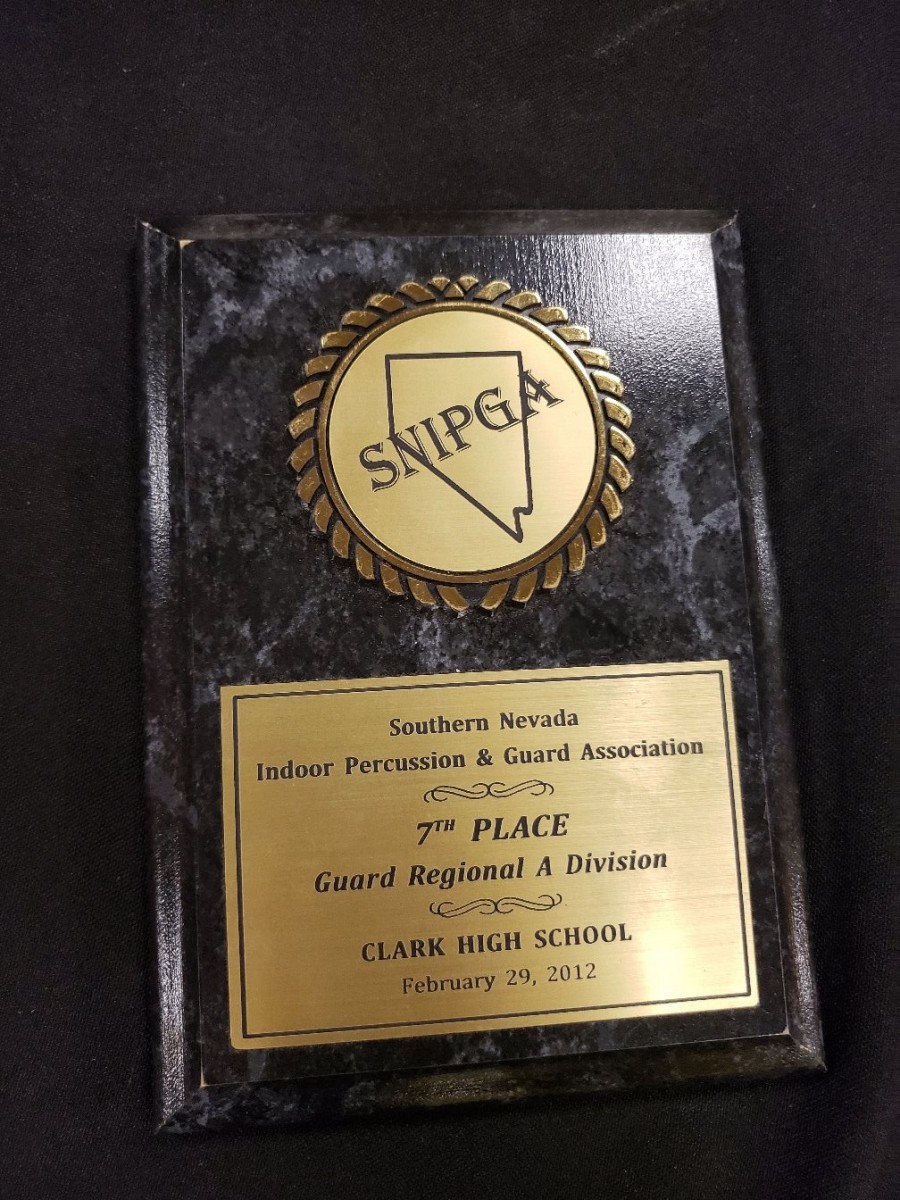 SNIPGA
Southern Nevada
Indoor Percussion & Guard Association
7TH PLACE
Guard Regional A Division
CLARK HIGH SCHOOL
February 29, 2012